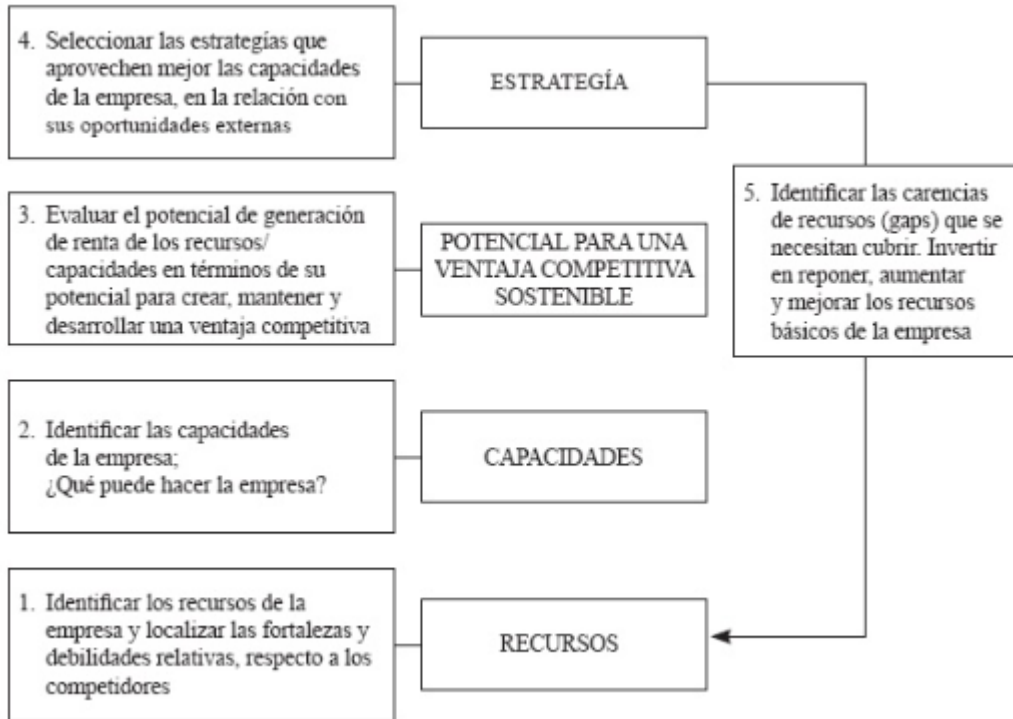 4. Seleccionar las estrategías que
aprovechen mejor las capacidades
de la empresa, en la relación con
sus oportunidades externas
ESTRATEGÍA
3. Evaluar el potencial de generación
de renta de los recursos/
capacidades en términos de su
potencial para crear, mantener y
desarrollar una ventaja competitiva
POTENCIAL PARA UNA
VENTAJA COMPETITIVA
SOSTENIBLE
5. Identificar las carencias
de recursos (gaps) que se
necesitan cubrir. Invertir
en reponer, aumentar
y mejorar los recursos
básicos de la empresa
2. Identificar las capacidades
de la empresa;
¿Qué puede hacer la empresa?
CAPACIDADES
1. Identificar los recursos de la
empresa y localizar las fortalezas y
debilidades relativas, respecto a los
competidores
RECURSOS